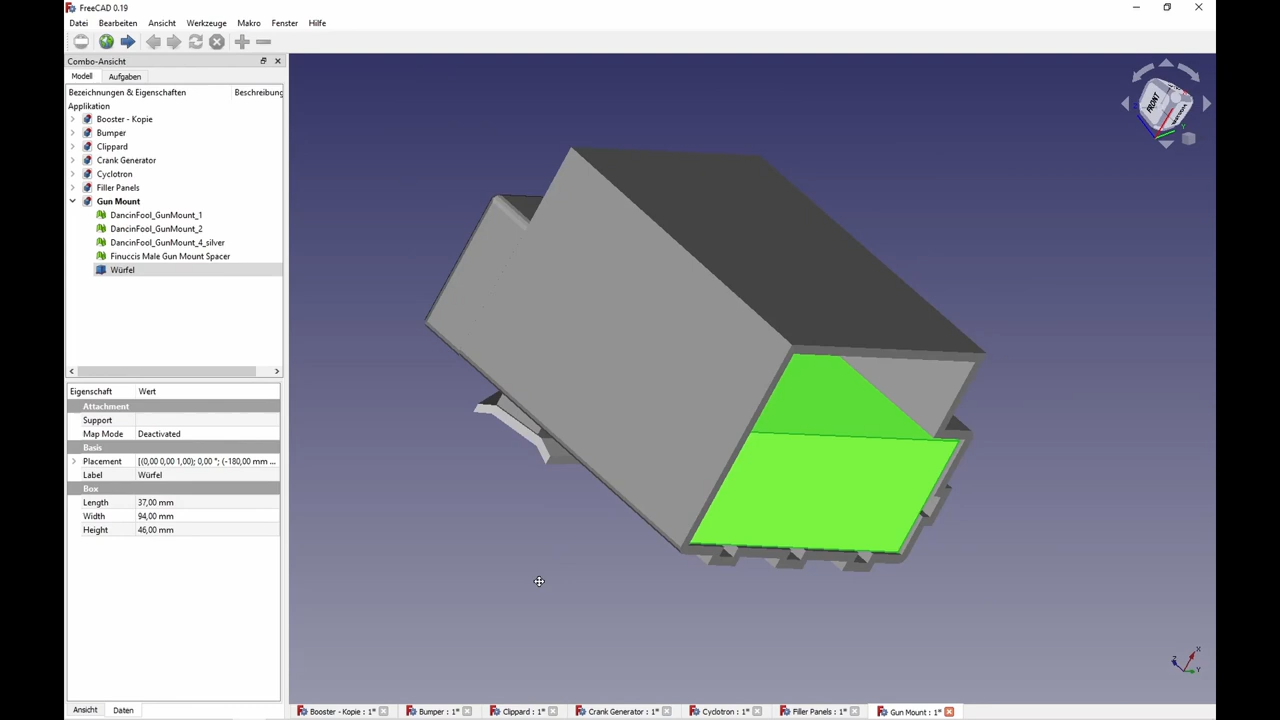 FreeCAD 0.19
Datei Bearbeiten Ansicht Werkzeuge Makro Fenster Hilfe
Combo-Ansicht
Modell Aufgaben
Bezeichnungen & Eigenschaften Beschreibung
Applikation
Booster - Kopie
Bumper
Clippard
Crank Generator
Cyclotron
Filler Panels
Gun Mount
DancinFool_GunMount_1
DancinFool_GunMount_2
DancinFool_GunMount_4_silver
Finuccis Male Gun Mount Spacer
Würfel
Eigenschaft Wert
Attachment
Support
Map Mode Deactivated
Basis
Placement [(0,00 0,00 1,00); 0,00 °; (-180,00 mm ...
Label Würfel
Box
Length 37,00 mm
Width 94,00 mm
Height 46,00 mm
Ansicht Daten
FRONT
X
Y
Z
Booster - Kopie : 1* Bumper : 1* Clippard : 1* Crank Generator : 1* Cyclotron : 1* Filler Panels : 1* Gun Mount : 1*